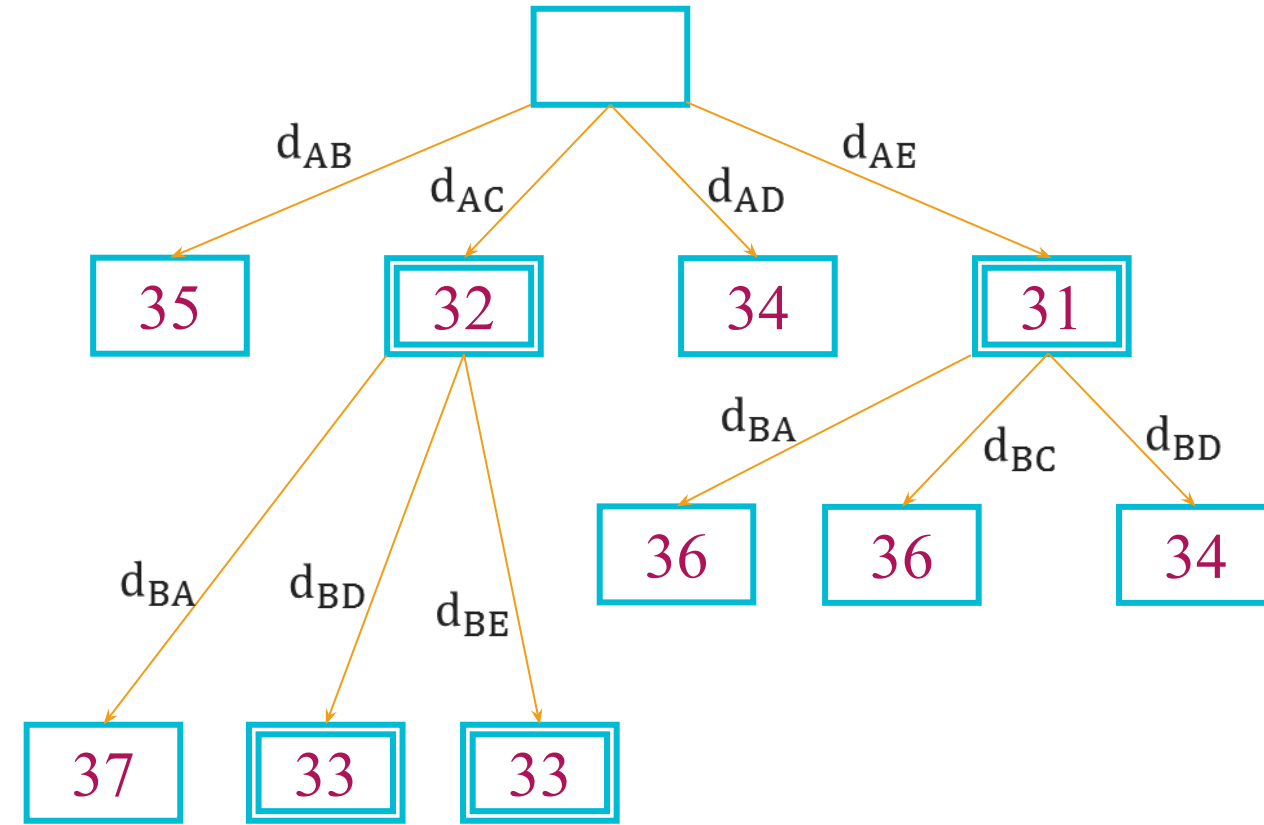 d_AB
d_AC
d_AD
d_AE
35
32
34
31
d_BA
d_BC
d_BD
36
36
34
d_BA
d_BD
d_BE
37
33
33